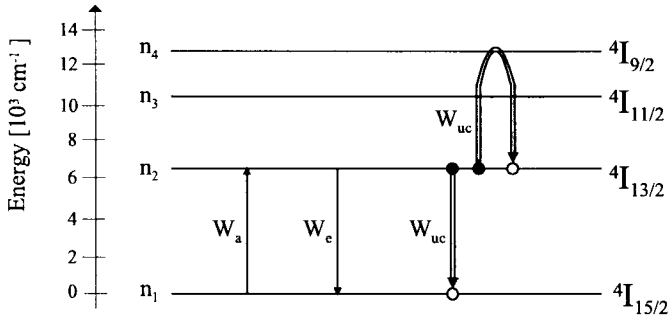 Energy [10³ cm⁻¹]
14
12
10
8
6
4
2
0
n₄
⁴I₉/₂
n₃
⁴I₁₁/₂
W_uc
n₂
⁴I₁₃/₂
W_a
W_e
W_uc
n₁
⁴I₁₅/₂